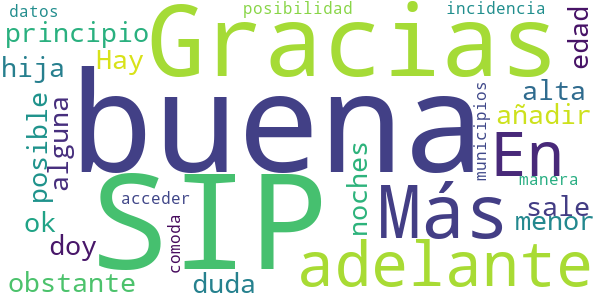 datos
posibilidad
incidencia
principio
Gracias
edad
hija
Hay
buena
alta
añadir
posible
alguna
municipios
En
SIP
acceder
noches
Más
manera
sale
menor
ok
doy
comoda
adelante
obstante
duda